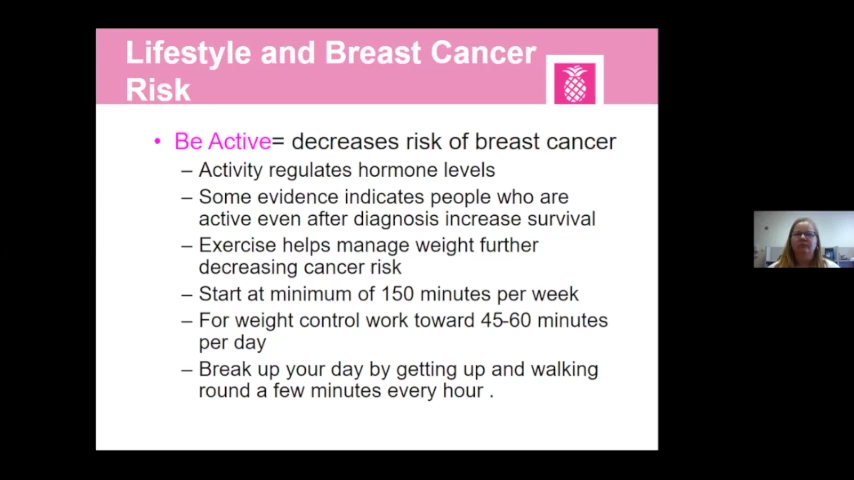 Lifestyle and Breast Cancer
Risk
• Be Active= decreases risk of breast cancer
– Activity regulates hormone levels
– Some evidence indicates people who are
active even after diagnosis increase survival
– Exercise helps manage weight further
decreasing cancer risk
– Start at minimum of 150 minutes per week
– For weight control work toward 45-60 minutes
per day
– Break up your day by getting up and walking
round a few minutes every hour .